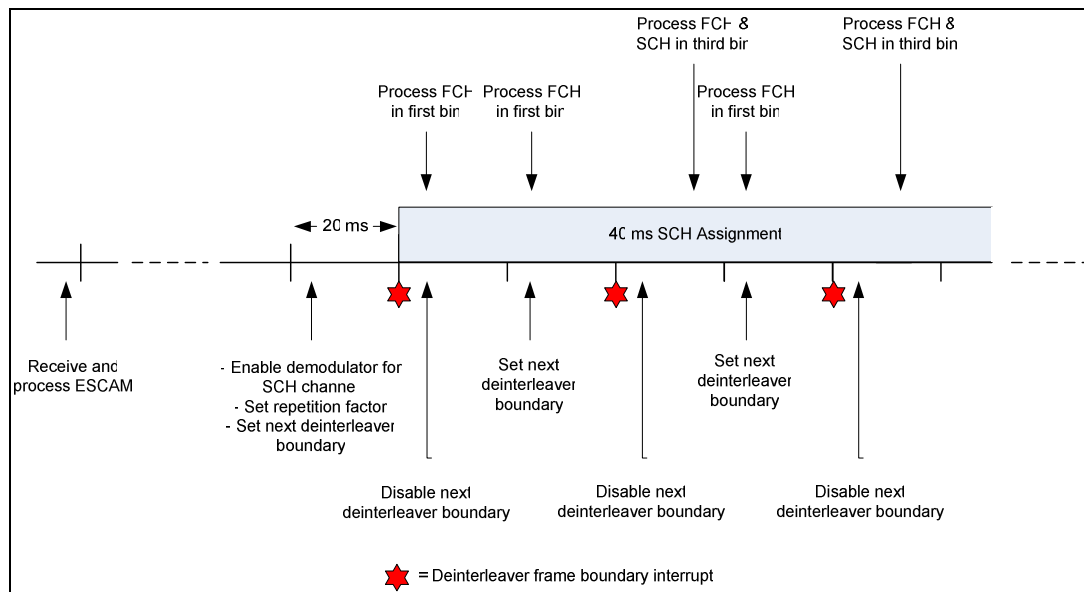 Process FCH &
SCH in third bin
Process FCH &
SCH in third bin
Process FCH
in first bin
Process FCH
in first bin
Process FCH
in first bin
20 ms
40 ms SCH Assignment
Receive and
process ESCAM
- Enable demodulator for
SCH channe
- Set repetition factor
- Set next deinterleaver
boundary
Set next
deinterleaver
boundary
Set next
deinterleaver
boundary
Disable next
deinterleaver boundary
Disable next
deinterleaver boundary
Disable next
deinterleaver boundary
= Deinterleaver frame boundary interrupt